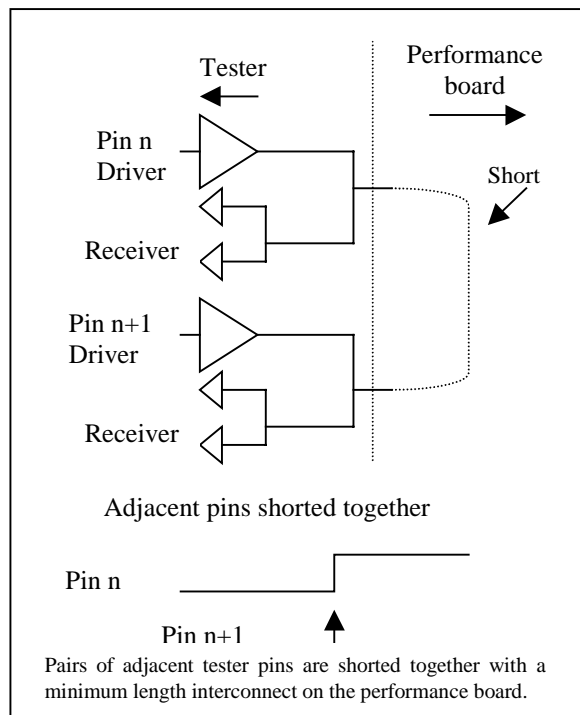 Tester
Performance
board
Pin n
Driver
Short
Receiver
Pin n+1
Driver
Receiver
Adjacent pins shorted together
Pin n
Pin n+1
Pairs of adjacent tester pins are shorted together with a
minimum length interconnect on the performance board.